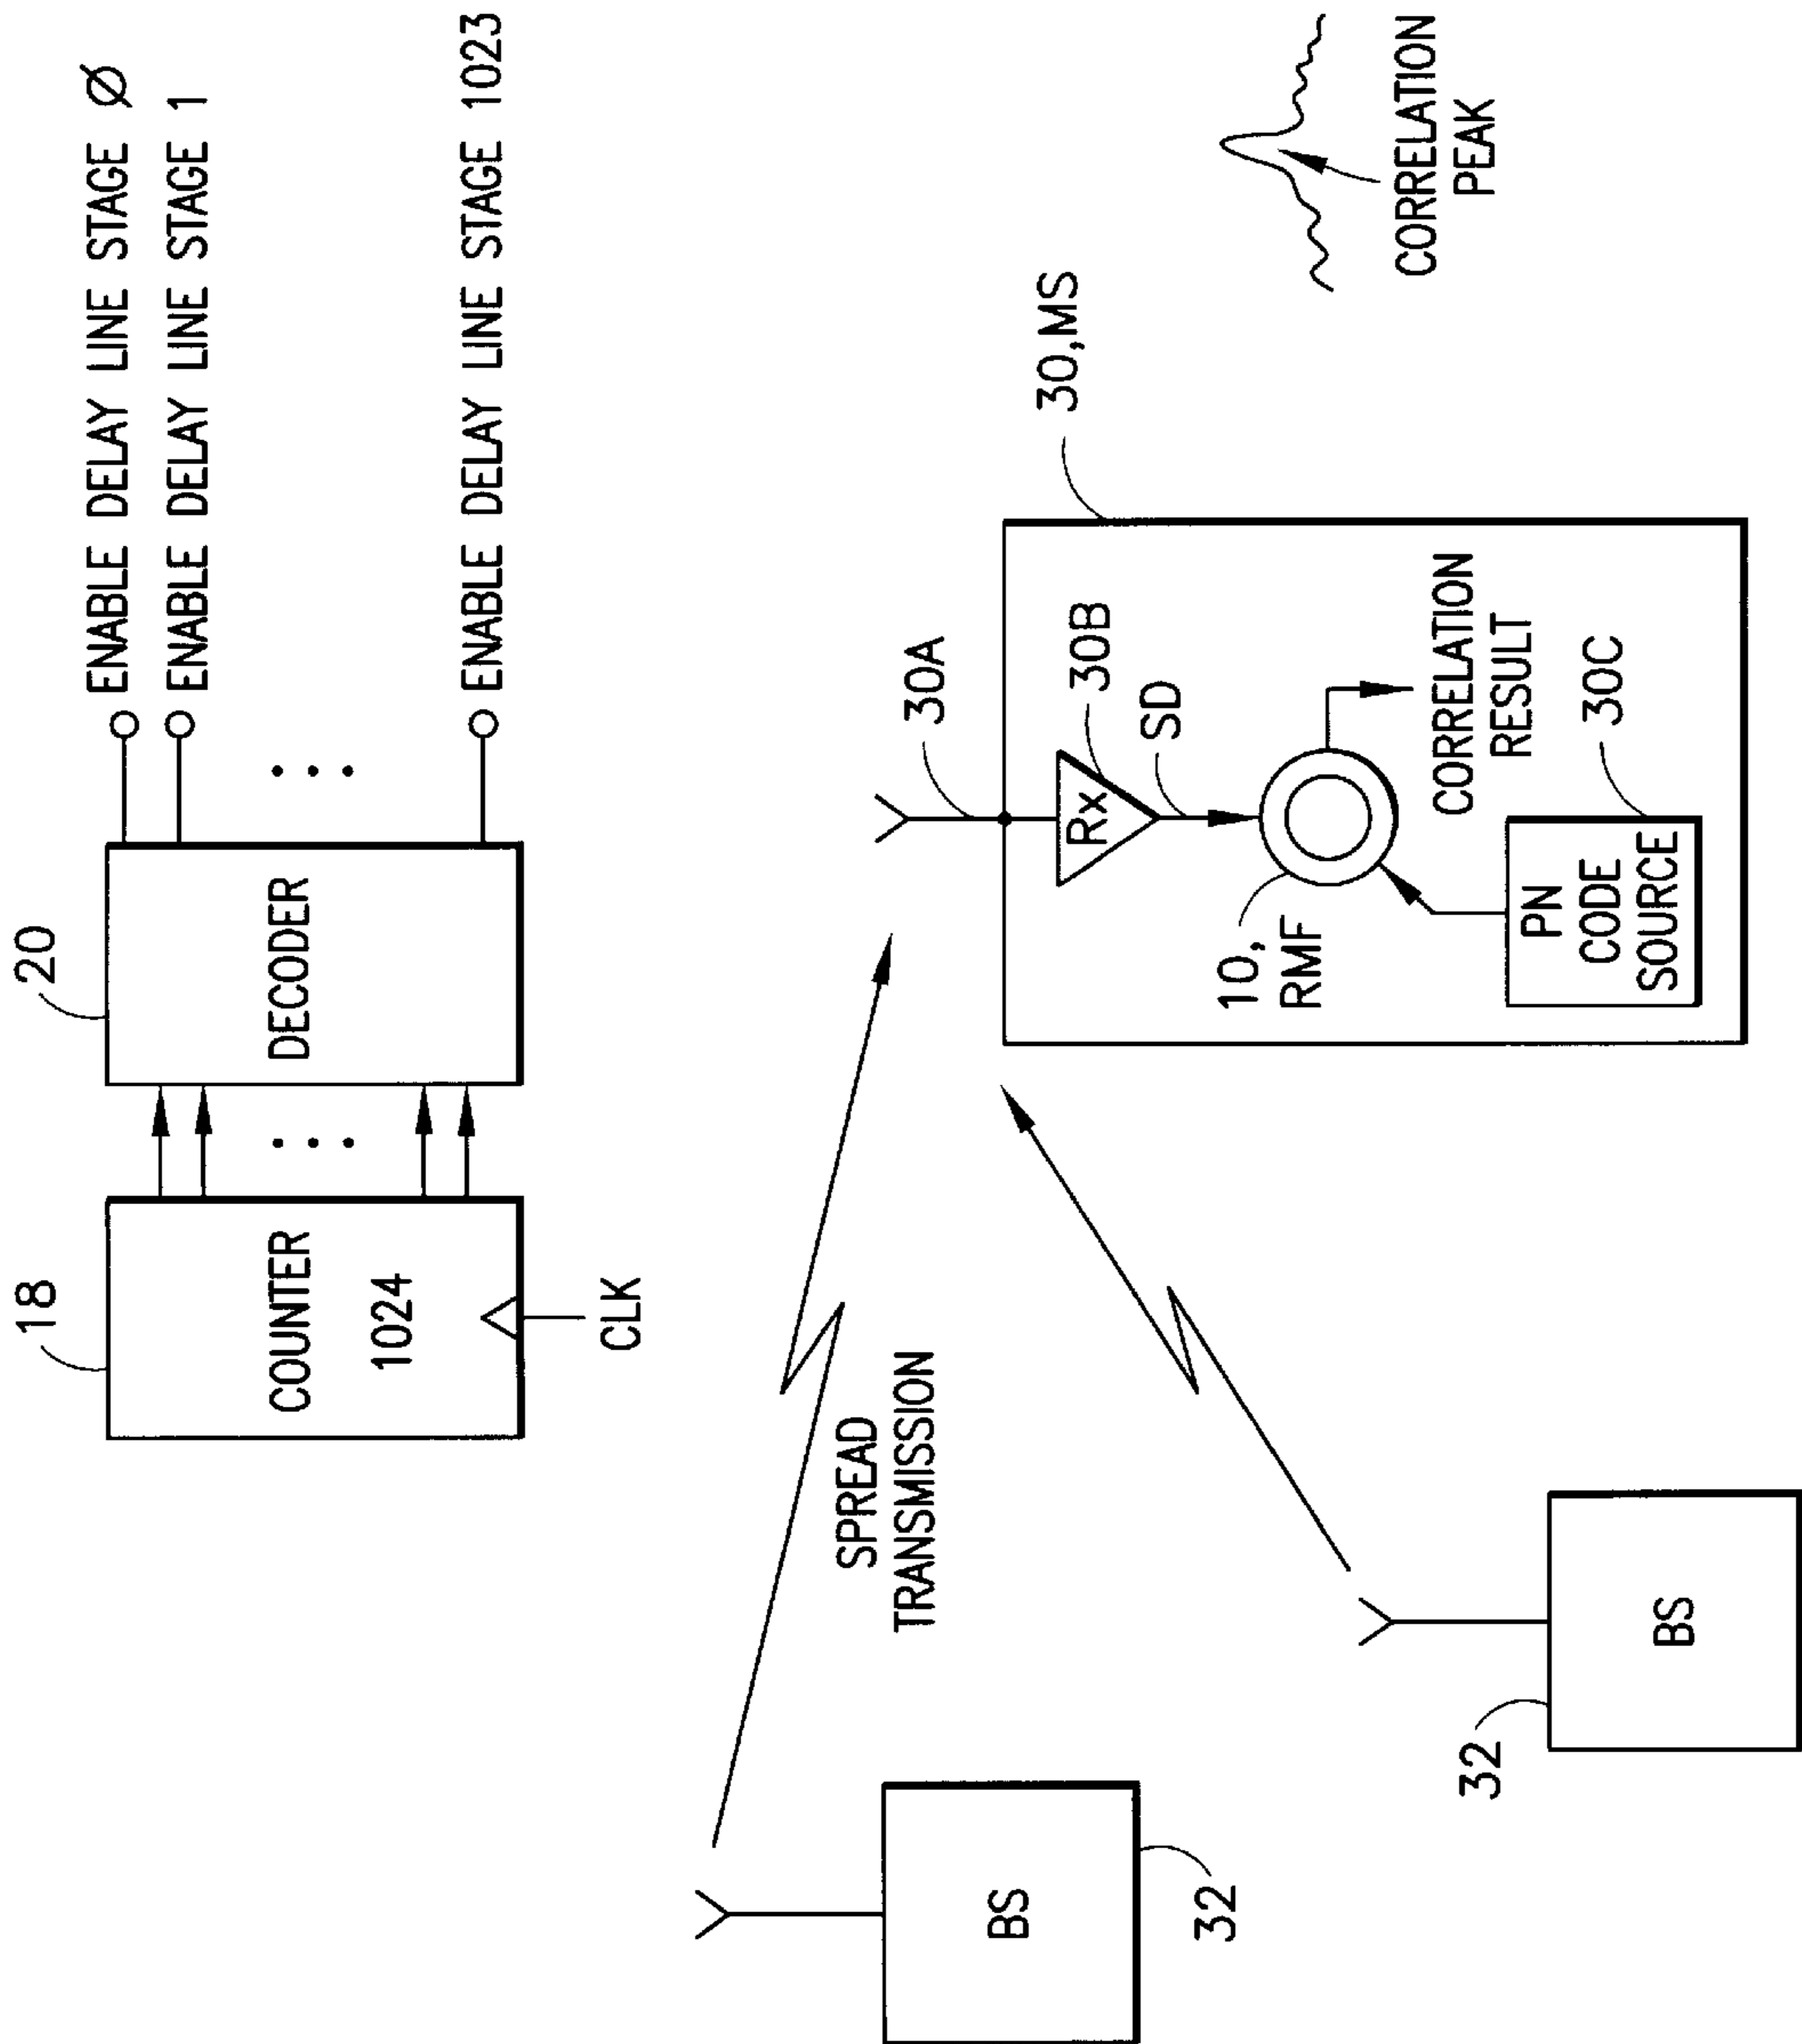 18
COUNTER
1024
CLK
20
DECODER
ENABLE DELAY LINE STAGE Ø
ENABLE DELAY LINE STAGE 1
ENABLE DELAY LINE STAGE 1023
SPREAD
TRANSMISSION
BS
32
BS
32
30A
30,MS
Rx
30B
SD
10,
RMF
CORRELATION
RESULT
PN
CODE
SOURCE
30C
CORRELATION
PEAK